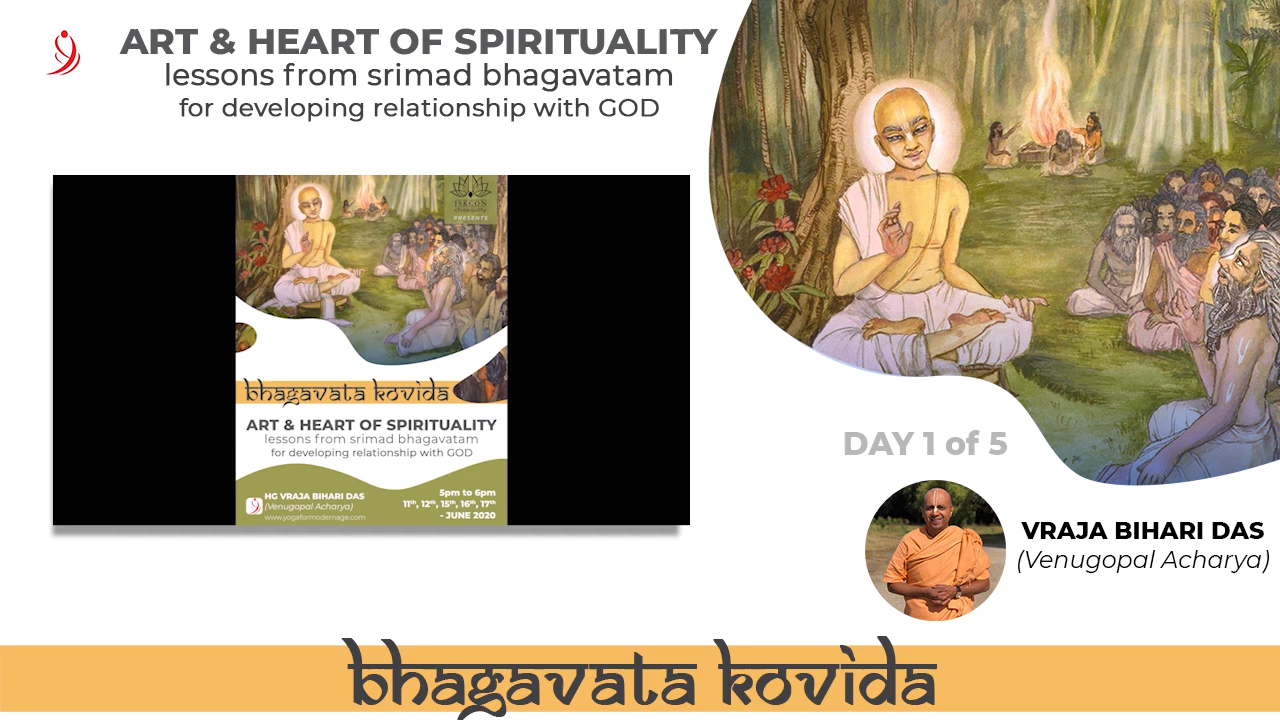 ART & HEART OF SPIRITUALITY
lessons from srimad bhagavatam
for developing relationship with GOD
ISKCON
chowpatty
PRESENTS
bhagavata kovida
ART & HEART OF SPIRITUALITY
lessons from srimad bhagavatam
for developing relationship with GOD
HG VRAJA BIHARI DAS
(Venugopal Acharya)
www.yogaformodernage.com
5pm to 6pm
11th, 12th, 15th, 16th, 17th
- JUNE 2020
DAY 1 of 5
VRAJA BIHARI DAS
(Venugopal Acharya)
bhagavata kovida